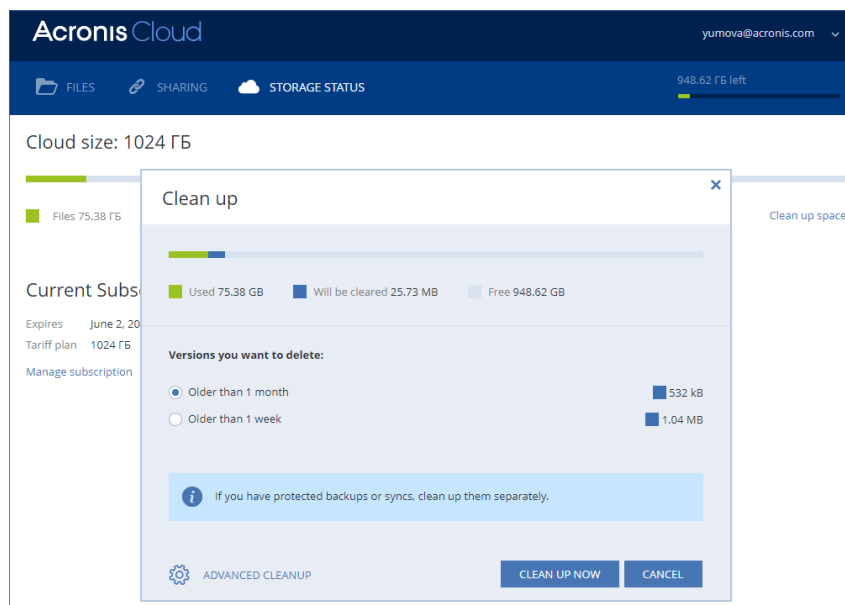 Acronis Cloud
yumova@acronis.com
FILES
SHARING
STORAGE STATUS
948.62 ГБ left
Cloud size: 1024 ГБ
Files 75.38 ГБ
Clean up space
Clean up
Used 75.38 GB
Will be cleared 25.73 MB
Free 948.62 GB
Current Subs
Expires June 2, 20
Tariff plan 1024 ГБ
Manage subscription
Versions you want to delete:
Older than 1 month 532 kB
Older than 1 week 1.04 MB
If you have protected backups or syncs, clean up them separately.
ADVANCED CLEANUP
CLEAN UP NOW
CANCEL